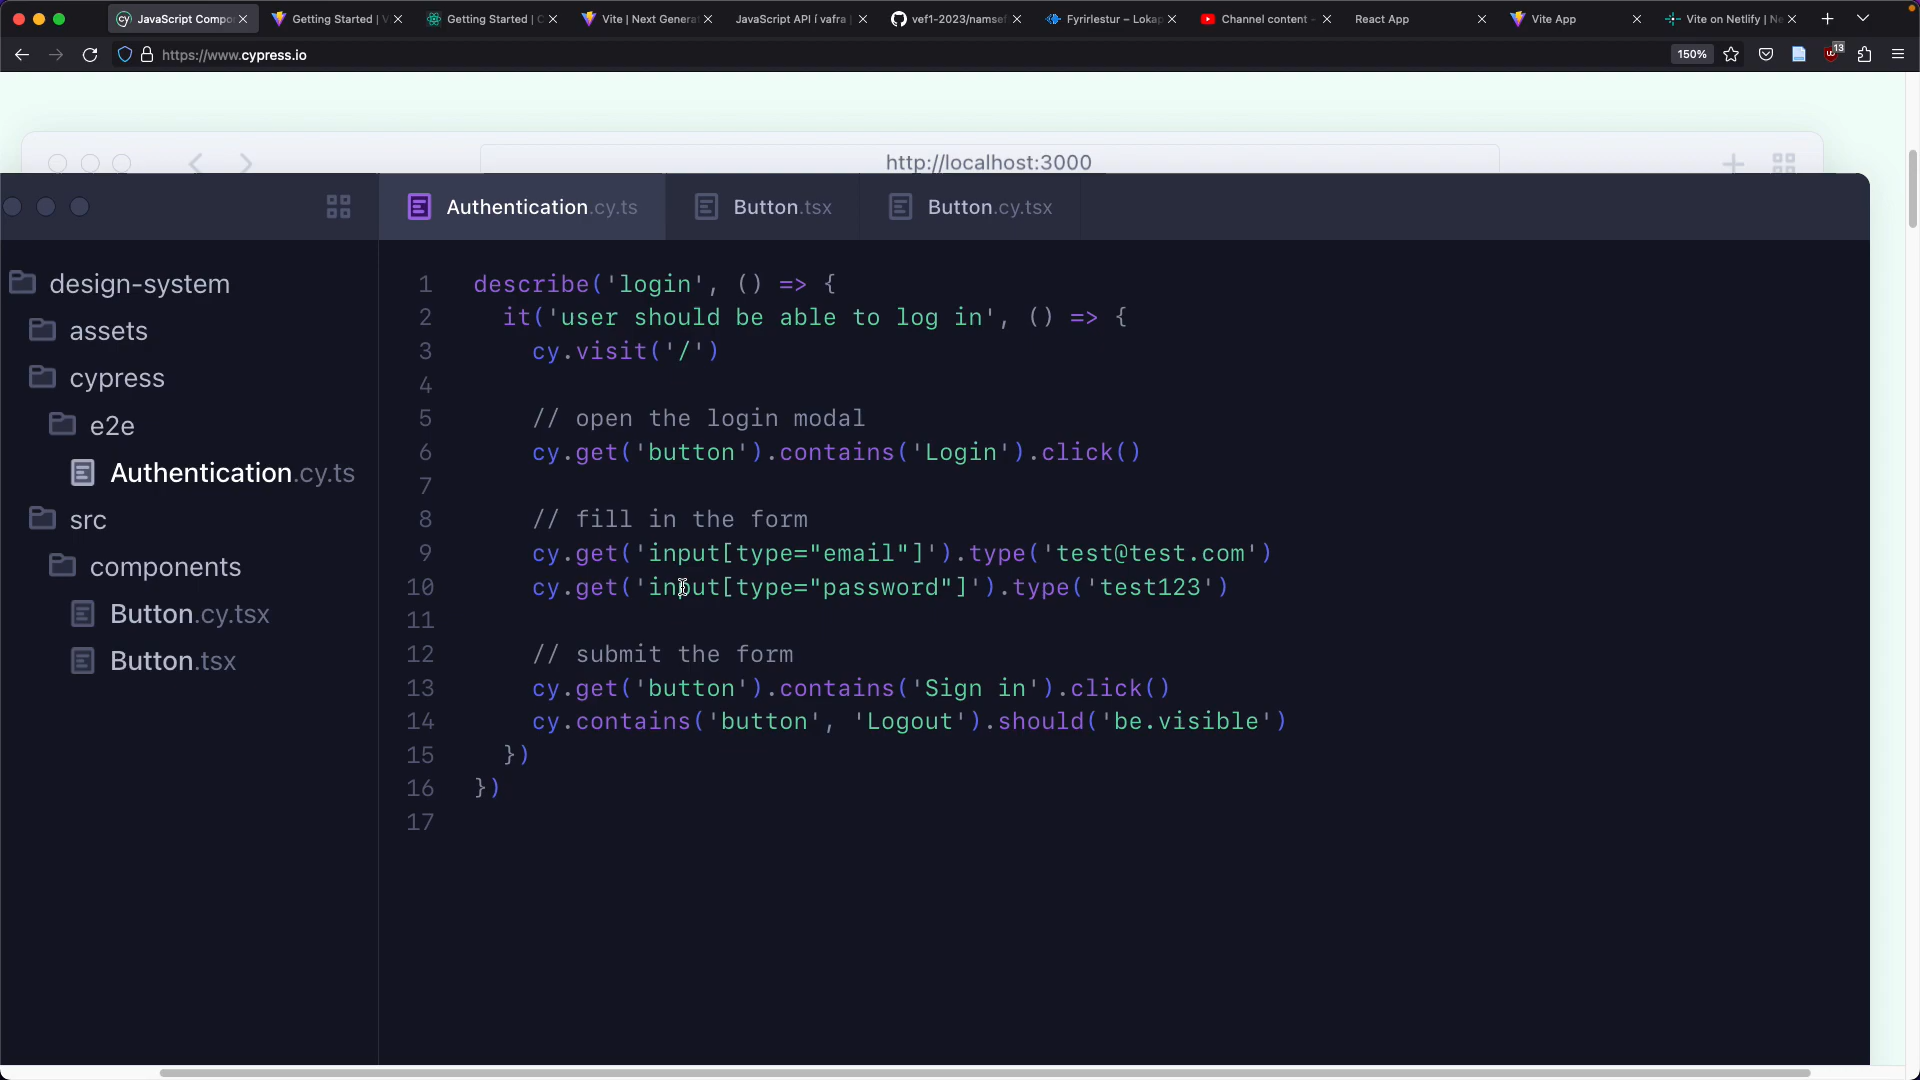 JavaScript Compo
Getting Started | V
Getting Started | C
Vite | Next Genera
JavaScript API í vafra |
vef1-2023/namsef
Fyrirlestur – Lokap
Channel content -
React App
Vite App
Vite on Netlify | Ne
https://www.cypress.io
150%
13
http://localhost:3000
Authentication.cy.ts
Button.tsx
Button.cy.tsx
design-system
assets
cypress
e2e
Authentication.cy.ts
src
components
Button.cy.tsx
Button.tsx
1 describe('login', () => {
2 it('user should be able to log in', () => {
3 cy.visit('/')
4
5 // open the login modal
6 cy.get('button').contains('Login').click()
7
8 // fill in the form
9 cy.get('input[type="email"]').type('test@test.com')
10 cy.get('input[type="password"]').type('test123')
11
12 // submit the form
13 cy.get('button').contains('Sign in').click()
14 cy.contains('button', 'Logout').should('be.visible')
15 })
16 })
17